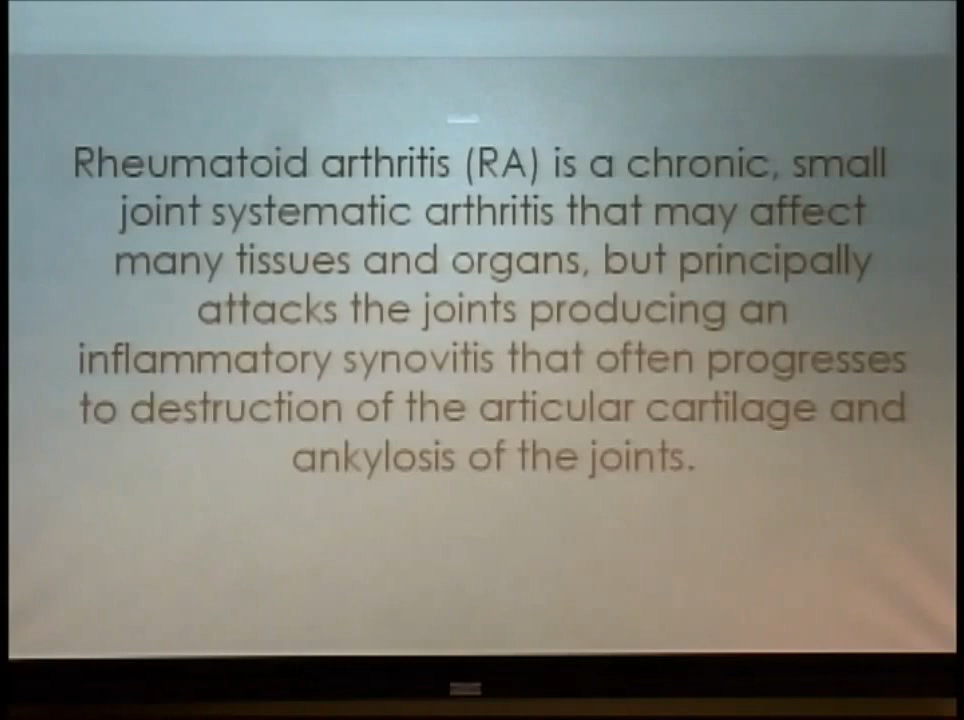 Rheumatoid arthritis (RA) is a chronic, small
joint systematic arthritis that may affect
many tissues and organs, but principally
attacks the joints producing an
inflammatory synovitis that often progresses
to destruction of the articular cartilage and
ankylosis of the joints.